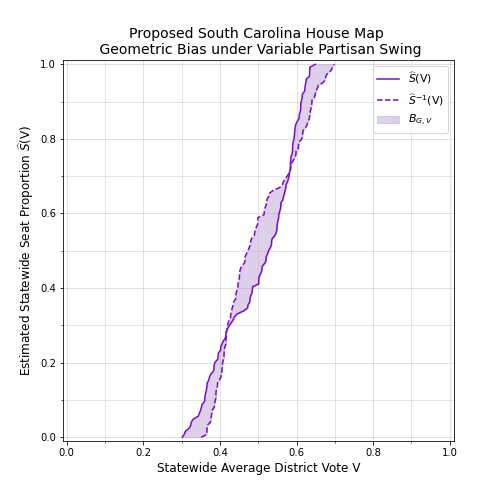 Proposed South Carolina House Map
Geometric Bias under Variable Partisan Swing
Ŝ(V)
Ŝ⁻¹(V)
B_{G,V}
Estimated Statewide Seat Proportion Ŝ(V)
1.0
0.8
0.6
0.4
0.2
0.0
0.0 0.2 0.4 0.6 0.8 1.0
Statewide Average District Vote V